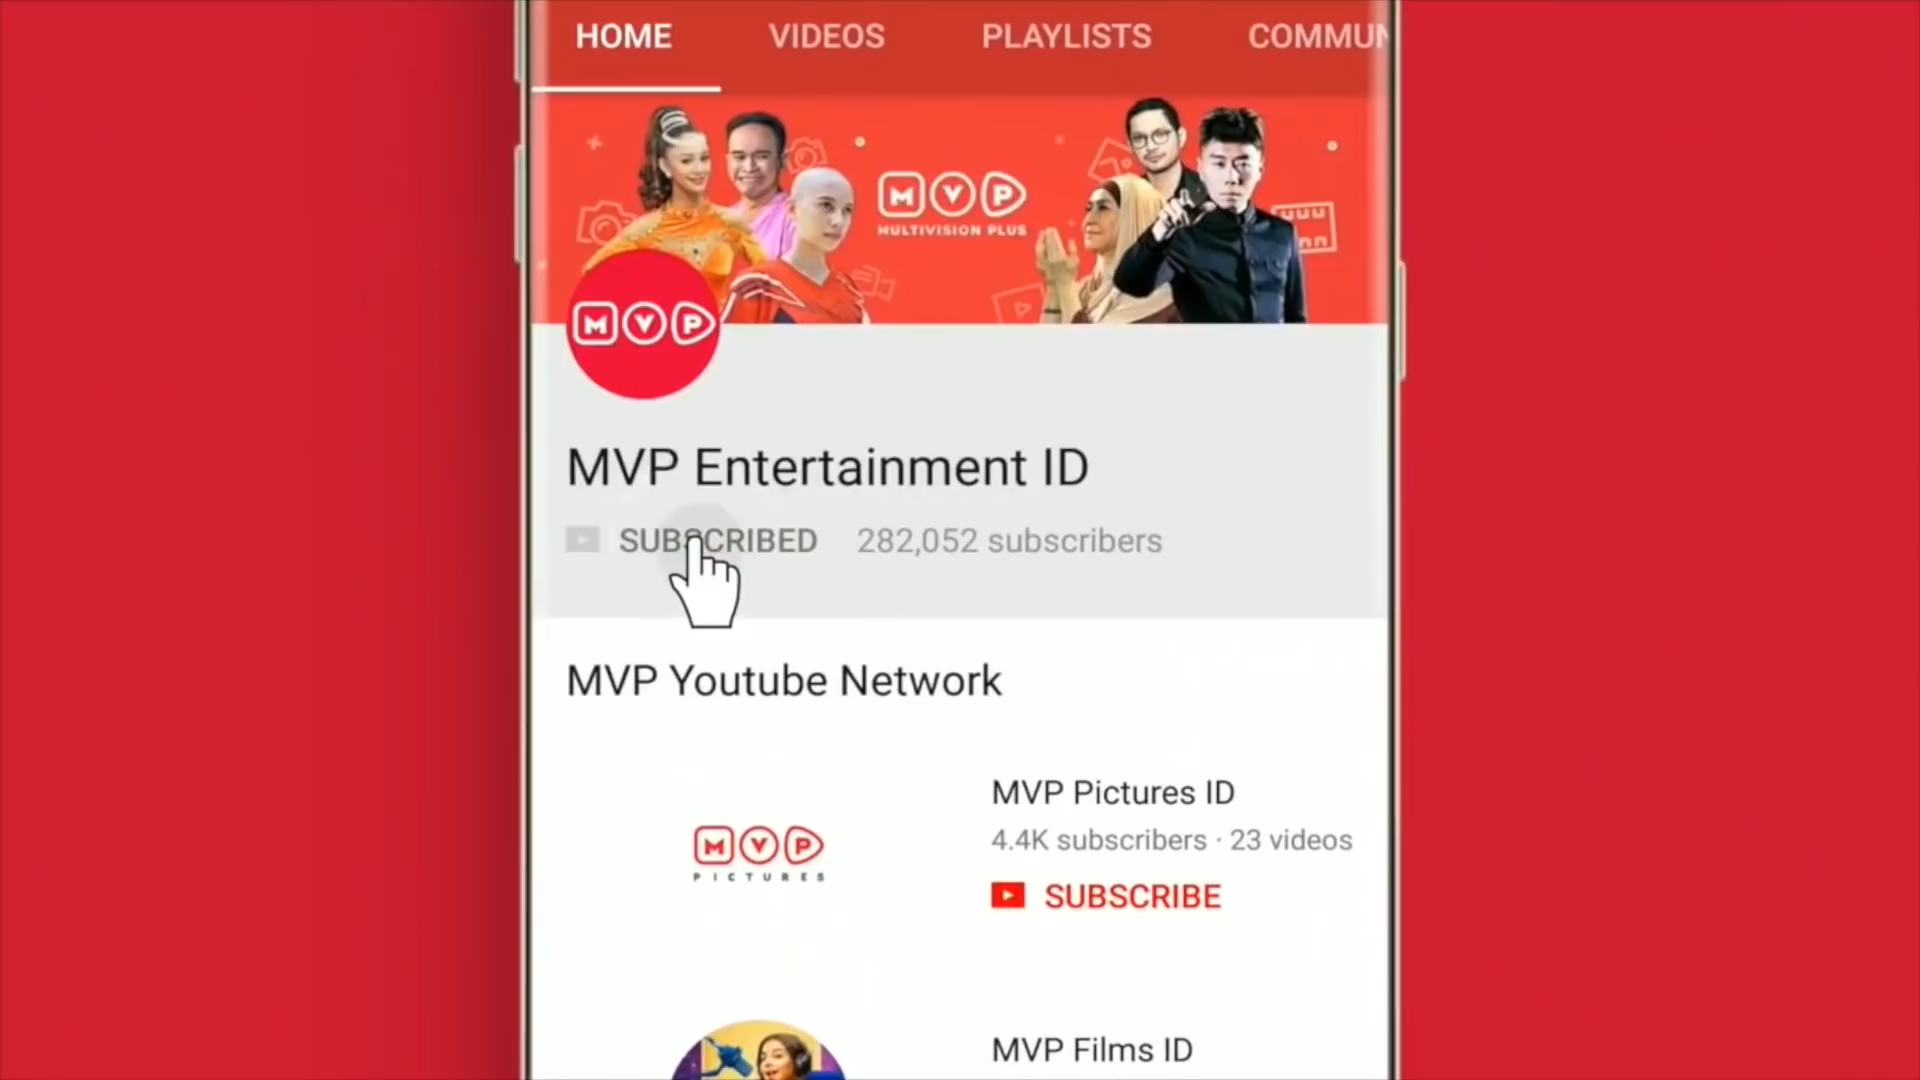 HOME VIDEOS PLAYLISTS COMMUN
MVP
MULTIVISION PLUS
MVP
MVP Entertainment ID
SUBSCRIBED 282,052 subscribers
MVP Youtube Network
MVP Pictures ID
4.4K subscribers · 23 videos
MVP
PICTURES
SUBSCRIBE
MVP Films ID